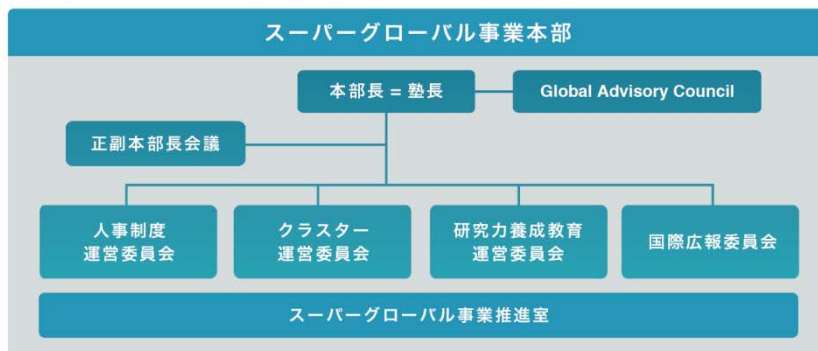 スーパーグローバル事業本部
本部長 = 塾長
Global Advisory Council
正副本部長会議
人事制度
運営委員会
クラスター
運営委員会
研究力養成教育
運営委員会
国際広報委員会
スーパーグローバル事業推進室